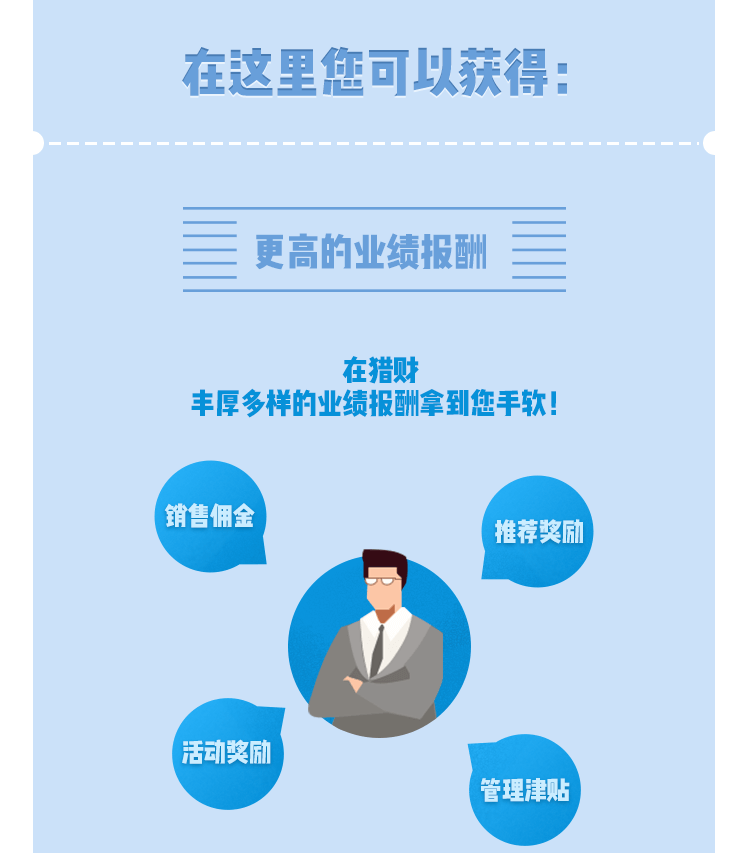 在这里您可以获得：
更高的业绩报酬
在猎财
丰厚多样的业绩报酬拿到您手软！
销售佣金
推荐奖励
活动奖励
管理津贴